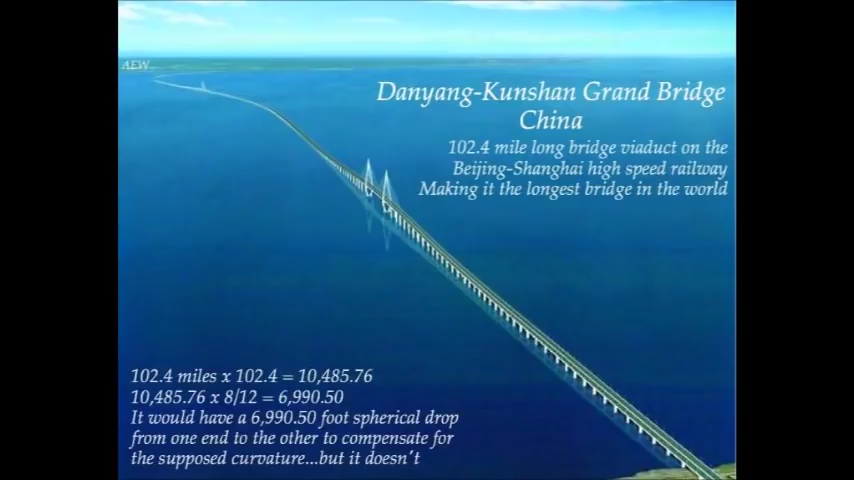 AEW
Danyang-Kunshan Grand Bridge
China
102.4 mile long bridge viaduct on the
Beijing-Shanghai high speed railway
Making it the longest bridge in the world
102.4 miles x 102.4 = 10,485.76
10,485.76 x 8/12 = 6,990.50
It would have a 6,990.50 foot spherical drop
from one end to the other to compensate for
the supposed curvature...but it doesn't